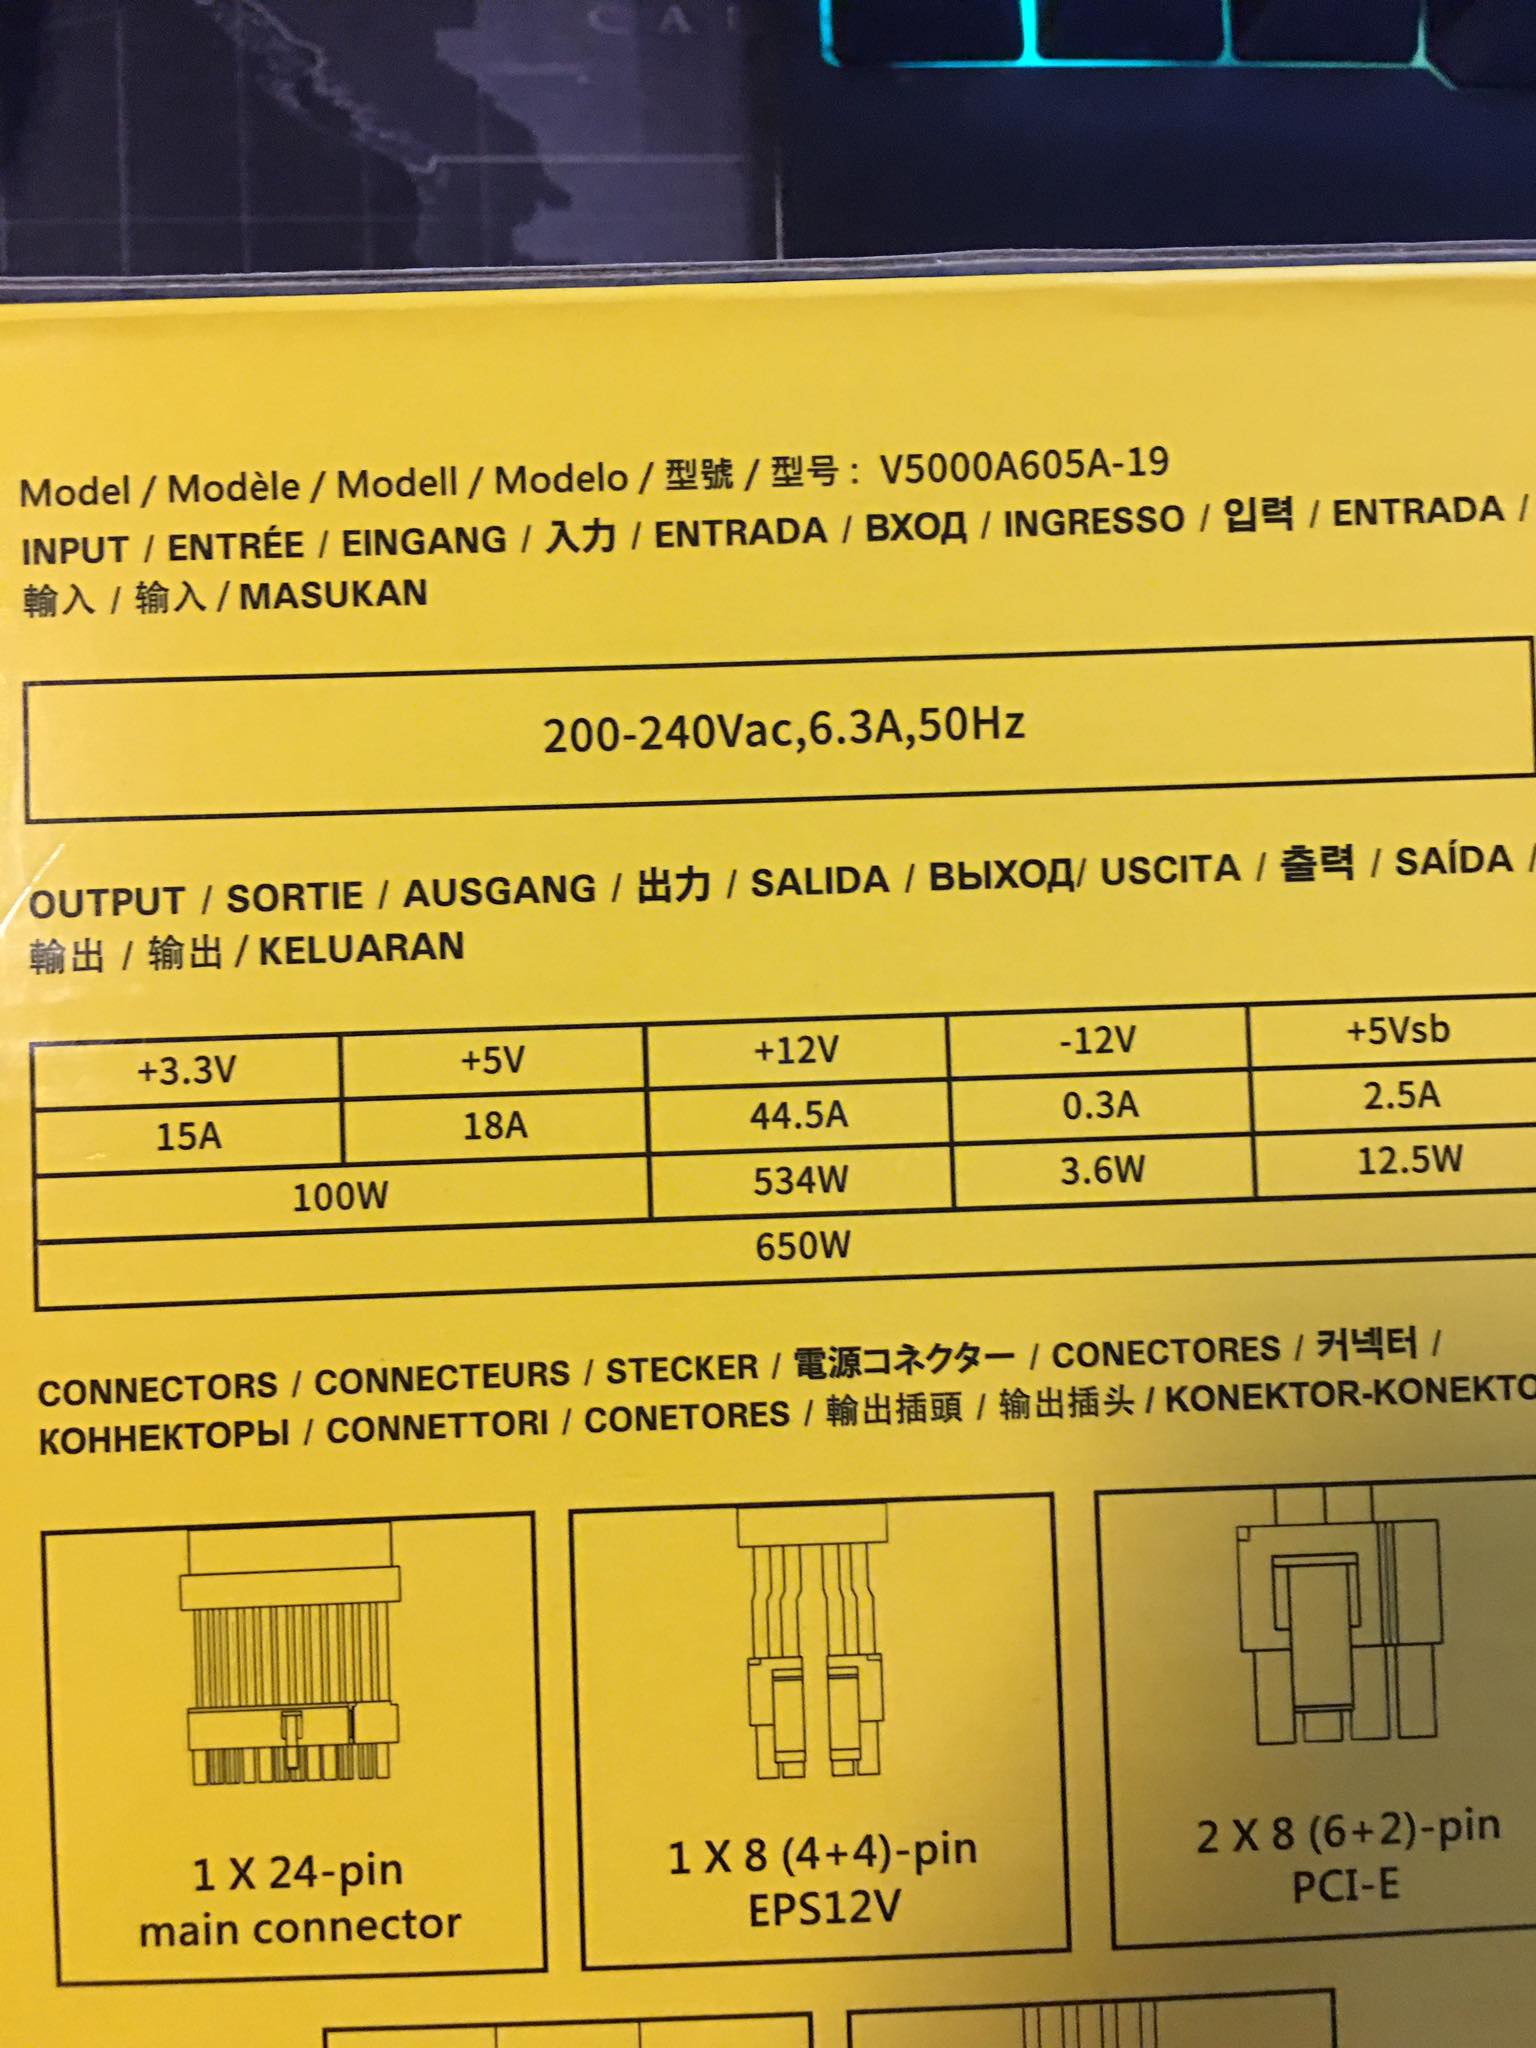 CA
Model / Modèle / Modell / Modelo / 型號 / 型号 : V5000A605A-19
INPUT / ENTRÉE / EINGANG / 入力 / ENTRADA / ВХОД / INGRESSO / 입력 / ENTRADA /
輸入 / 输入 / MASUKAN
200-240Vac,6.3A,50Hz
OUTPUT / SORTIE / AUSGANG / 出力 / SALIDA / ВЫХОД/ USCITA / 출력 / SAÍDA /
輸出 / 输出 / KELUARAN
+3.3V +5V +12V -12V +5Vsb
15A 18A 44.5A 0.3A 2.5A
100W 534W 3.6W 12.5W
650W
CONNECTORS / CONNECTEURS / STECKER / 電源コネクター / CONECTORES / 커넥터 /
КОННЕКТОРЫ / CONNETTORI / CONETORES / 輸出插頭 / 输出插头 / KONEKTOR-KONEKTO
1 X 24-pin
main connector
1 X 8 (4+4)-pin
EPS12V
2 X 8 (6+2)-pin
PCI-E